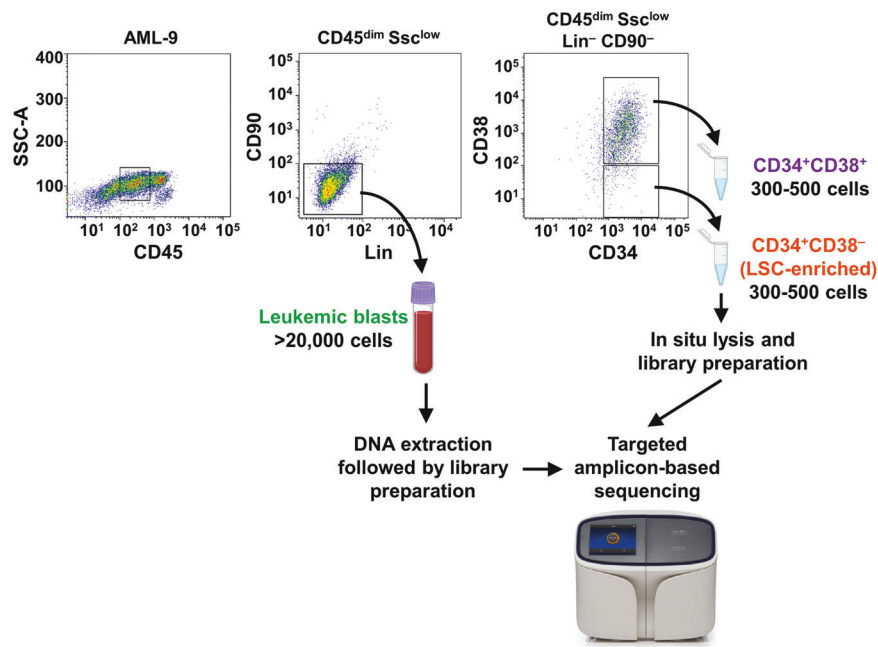 AML-9
SSC-A
400
300
200
100
10¹ 10² 10³ 10⁴ 10⁵
CD45
CD45ᵈⁱᵐ Sscˡᵒʷ
CD90
10⁵
10⁴
10³
10²
10¹
10¹ 10² 10³ 10⁴
Lin
CD45ᵈⁱᵐ Sscˡᵒʷ
Lin⁻ CD90⁻
CD38
10⁵
10⁴
10³
10²
10¹
10¹ 10² 10³ 10⁴ 10⁵
CD34
CD34⁺CD38⁺
300-500 cells
CD34⁺CD38⁻
(LSC-enriched)
300-500 cells
Leukemic blasts
>20,000 cells
In situ lysis and
library preparation
DNA extraction
followed by library
preparation
Targeted
amplicon-based
sequencing